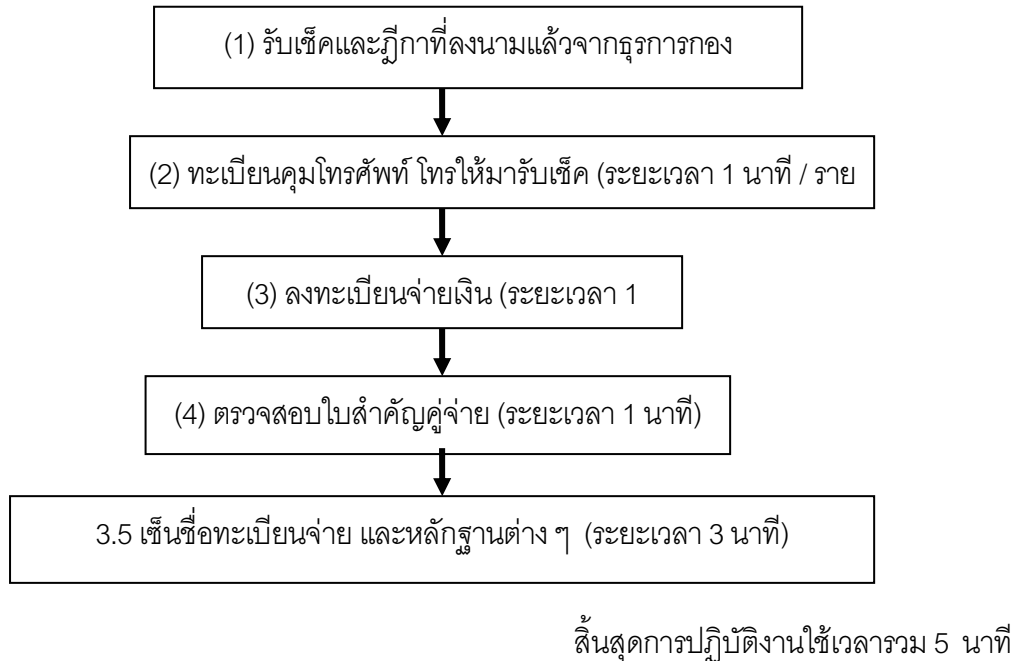 (1) รับเช็คและฎีกาที่ลงนามแล้วจากธุรการกอง
(2) ทะเบียนคุมโทรศัพท์ โทรให้มารับเช็ค (ระยะเวลา 1 นาที / ราย
(3) ลงทะเบียนจ่ายเงิน (ระยะเวลา 1
(4) ตรวจสอบใบสำคัญคู่จ่าย (ระยะเวลา 1 นาที)
3.5 เซ็นชื่อทะเบียนจ่าย และหลักฐานต่าง ๆ (ระยะเวลา 3 นาที)
สิ้นสุดการปฏิบัติงานใช้เวลารวม 5 นาที